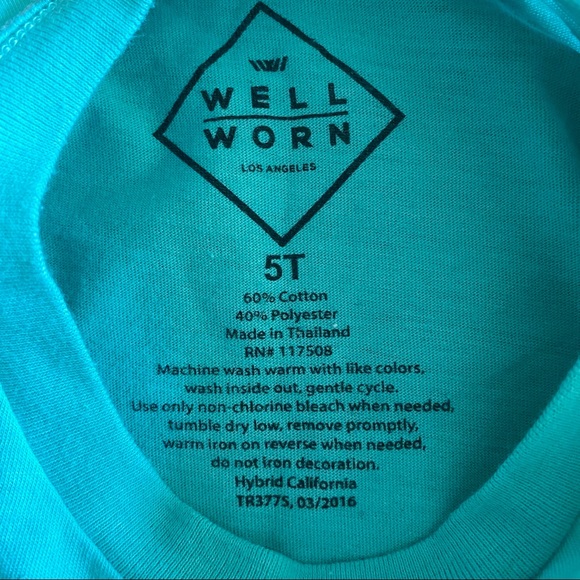 WELL
WORN
LOS ANGELES
5T
60% Cotton
40% Polyester
Made in Thailand
RN# 117508
Machine wash warm with like colors,
wash inside out, gentle cycle.
Use only non-chlorine bleach when needed,
tumble dry low, remove promptly,
warm iron on reverse when needed,
do not iron decoration.
Hybrid California
TR377S, 03/2016